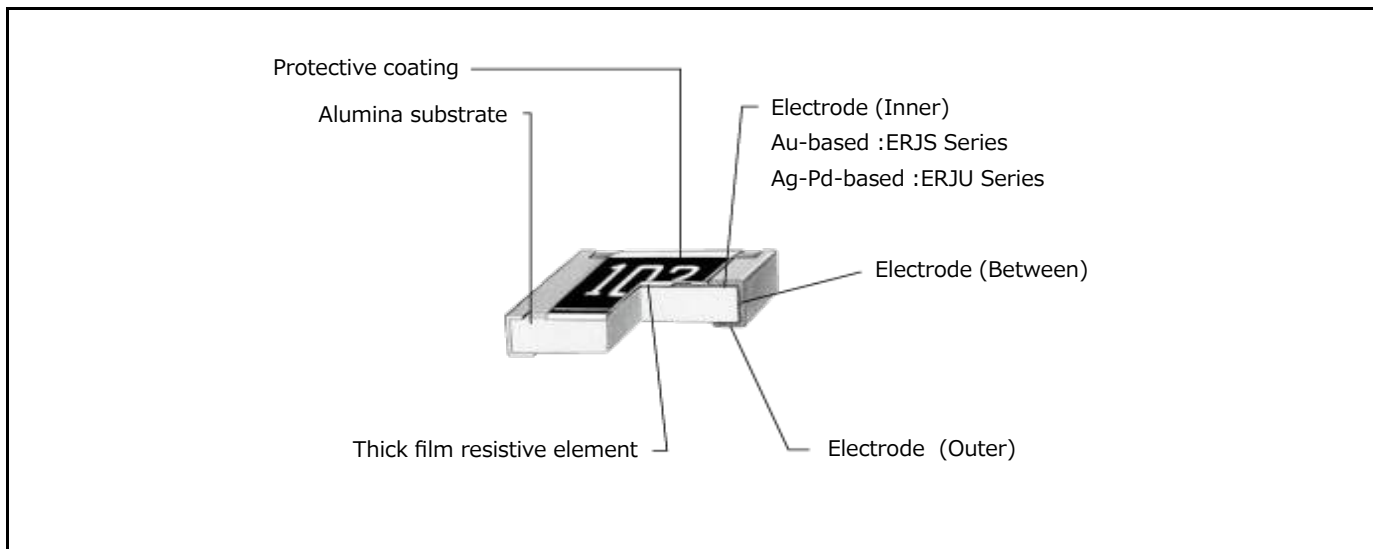 Protective coating
Alumina substrate
Electrode (Inner)
Au-based :ERJS Series
Ag-Pd-based :ERJU Series
102
Electrode (Between)
Thick film resistive element
Electrode (Outer)